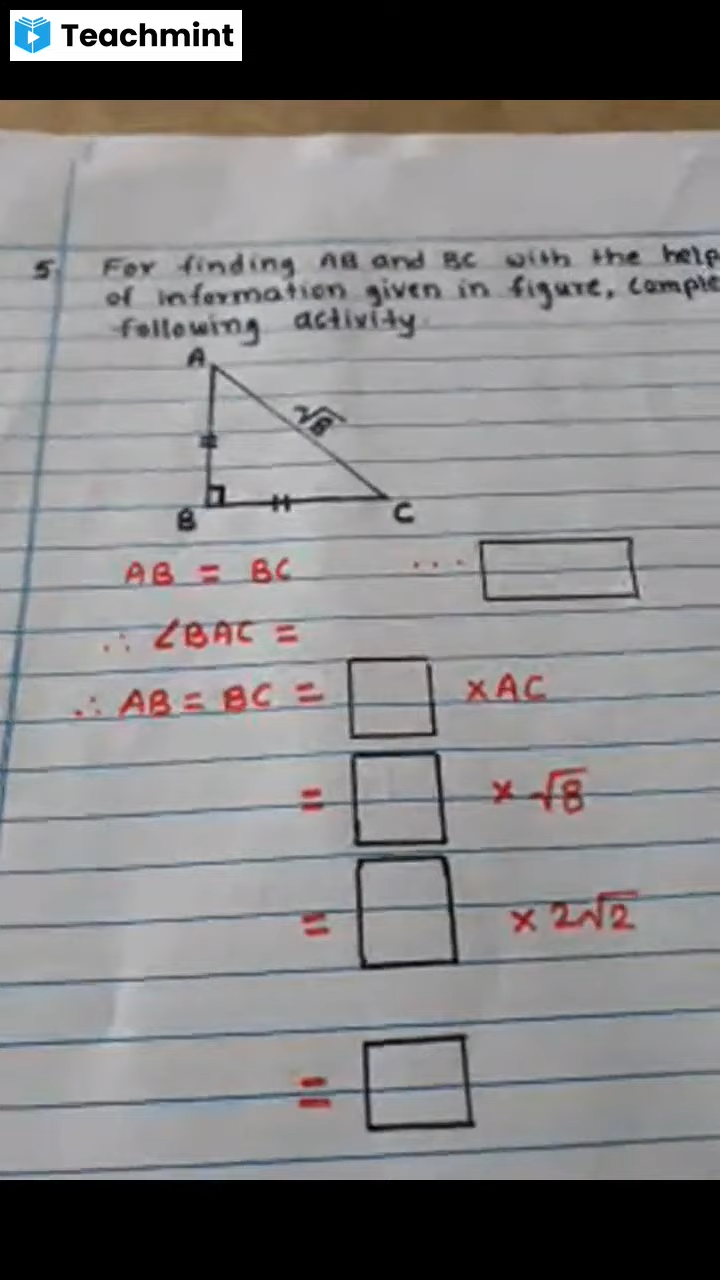 Teachmint
5. For finding AB and BC with the help
of information given in figure, comple
following activity.
A
√8
B
C
AB = BC ...
∴ ∠BAC =
∴ AB = BC = × AC
= × √8
= × 2√2
=